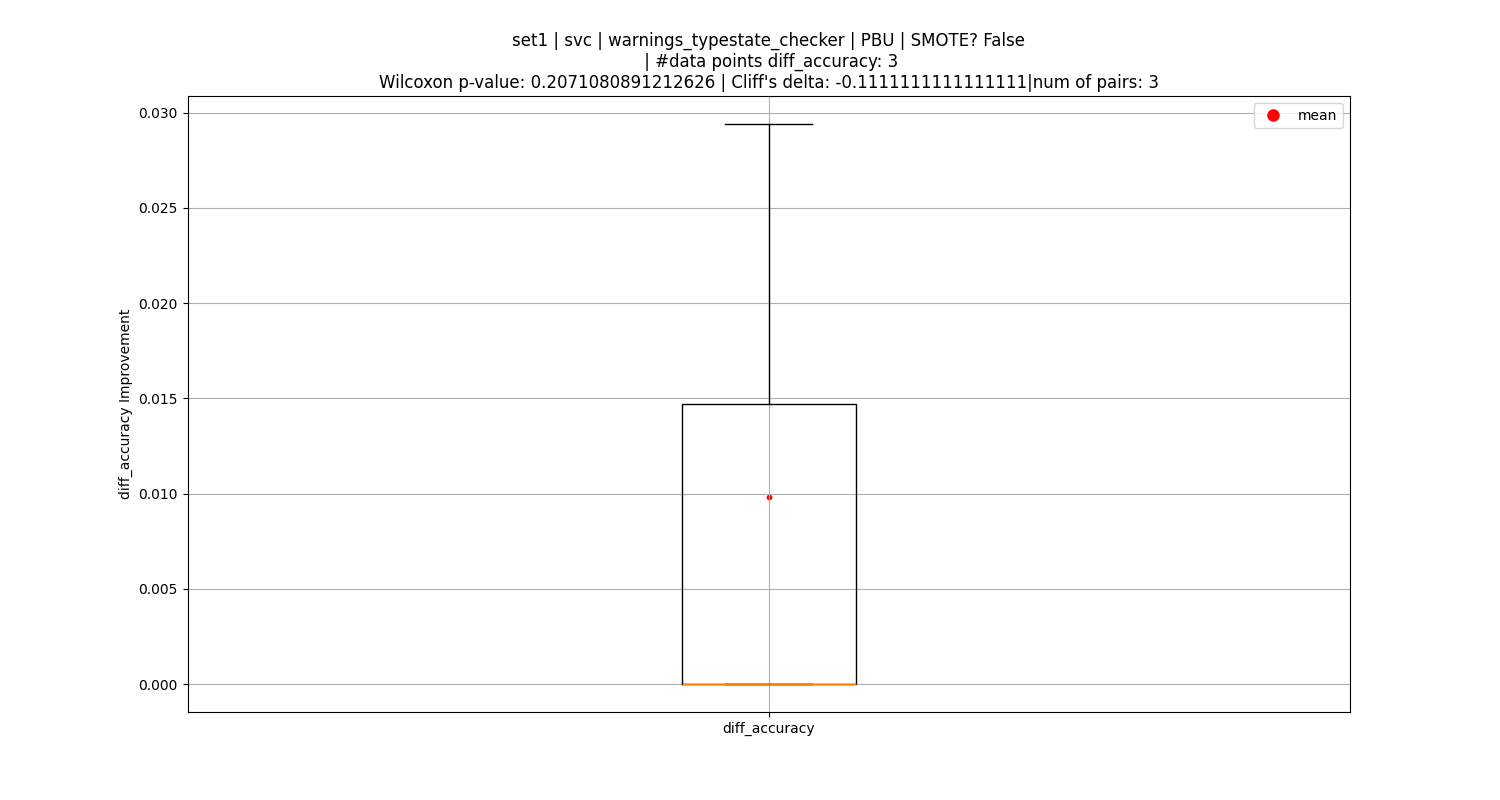 set1 | svc | warnings_typestate_checker | PBU | SMOTE? False
| #data points diff_accuracy: 3
Wilcoxon p-value: 0.2071080891212626 | Cliff's delta: -0.1111111111111111|num of pairs: 3
mean
0.030
0.025
0.020
0.015
0.010
0.005
0.000
diff_accuracy Improvement
diff_accuracy